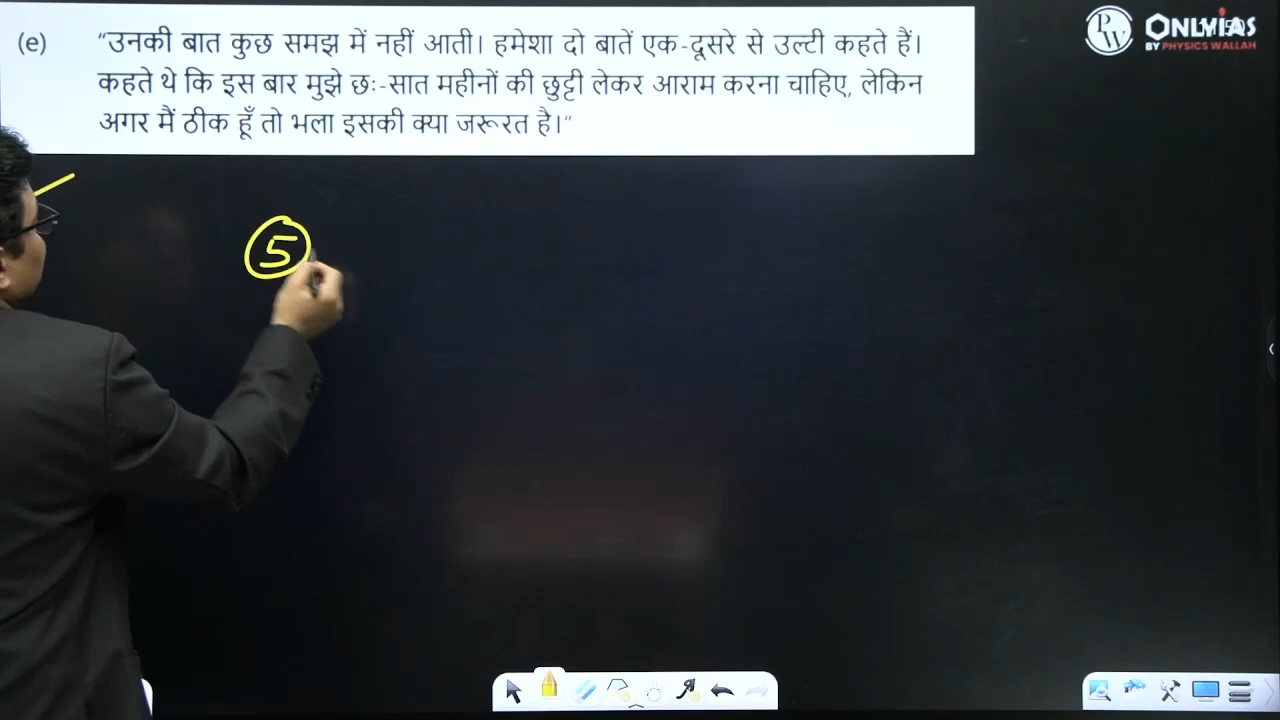 (e) "उनकी बात कुछ समझ में नहीं आती। हमेशा दो बातें एक-दूसरे से उल्टी कहते हैं।
कहते थे कि इस बार मुझे छः-सात महीनों की छुट्टी लेकर आराम करना चाहिए, लेकिन
अगर मैं ठीक हूँ तो भला इसकी क्या जरूरत है।"
PW
ONLYIAS
BY PHYSICS WALLAH
5